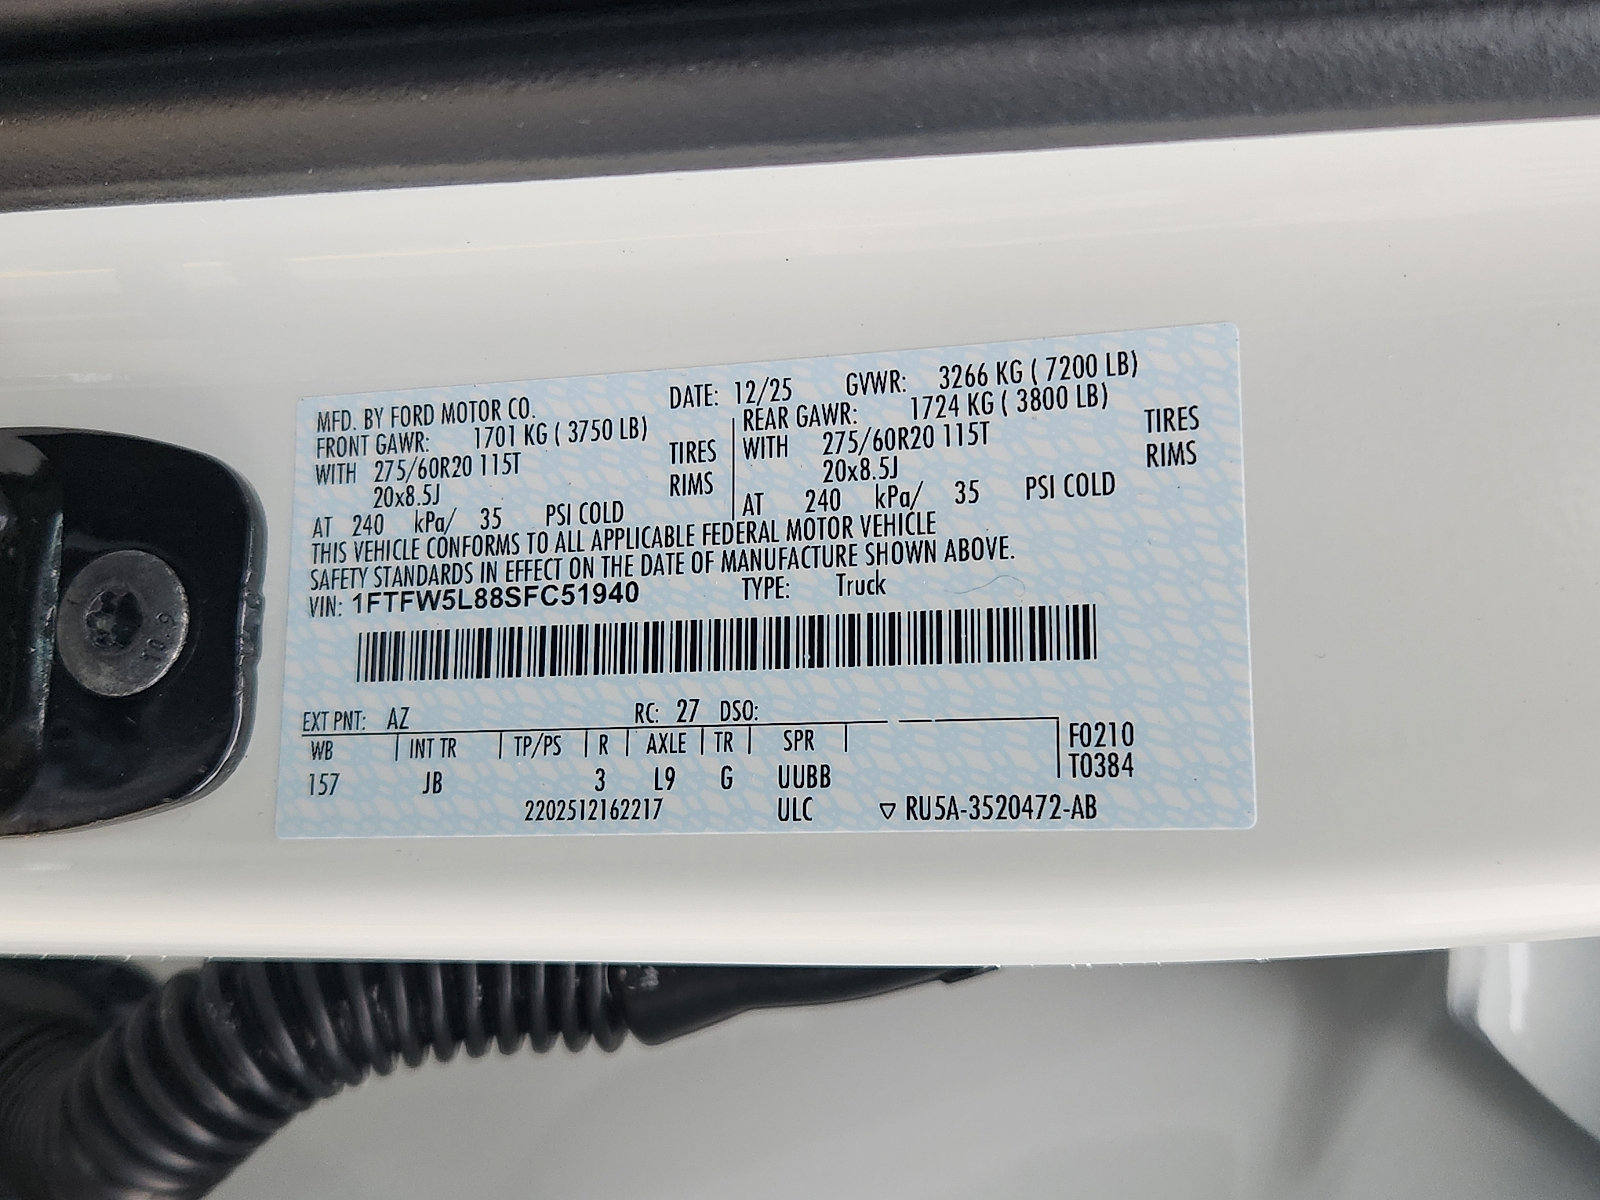 MFD. BY FORD MOTOR CO. DATE: 12/25 GVWR: 3266 KG ( 7200 LB)
FRONT GAWR: 1701 KG ( 3750 LB) REAR GAWR: 1724 KG ( 3800 LB)
WITH 275/60R20 115T TIRES WITH 275/60R20 115T TIRES
20x8.5J RIMS 20x8.5J RIMS
AT 240 kPa/ 35 PSI COLD AT 240 kPa/ 35 PSI COLD
THIS VEHICLE CONFORMS TO ALL APPLICABLE FEDERAL MOTOR VEHICLE
SAFETY STANDARDS IN EFFECT ON THE DATE OF MANUFACTURE SHOWN ABOVE.
VIN: 1FTFW5L88SFC51940 TYPE: Truck
EXT PNT: AZ RC: 27 DSO:
WB INT TR TP/PS R AXLE TR SPR F0210
157 JB 3 L9 G UUBB T0384
2202512162217 ULC ▽ RU5A-3520472-AB
10.9